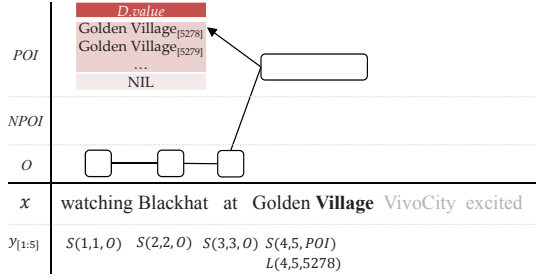 D.value
Golden Village[5278]
Golden Village[5279]
...
NIL
POI
NPOI
O
x watching Blackhat at Golden Village VivoCity excited
y[1:5] S(1,1,O) S(2,2,O) S(3,3,O) S(4,5,POI)
L(4,5,5278)